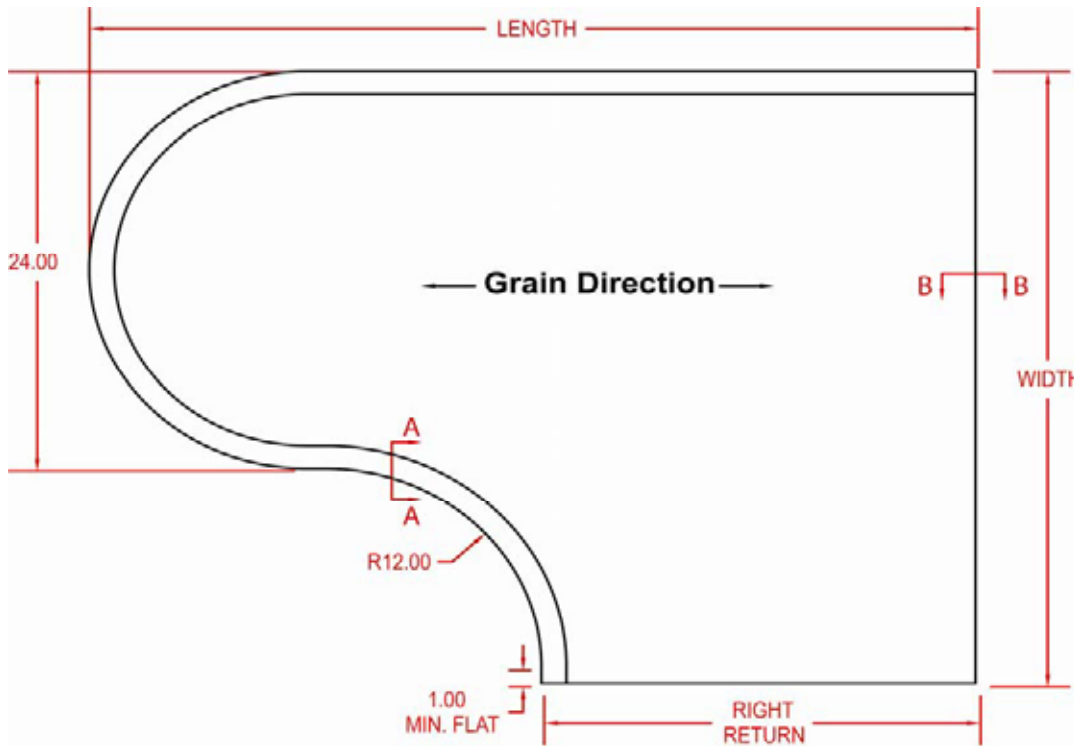 LENGTH
24.00
Grain Direction
B B
WIDTH
A
A
R12.00
1.00
MIN. FLAT
RIGHT
RETURN